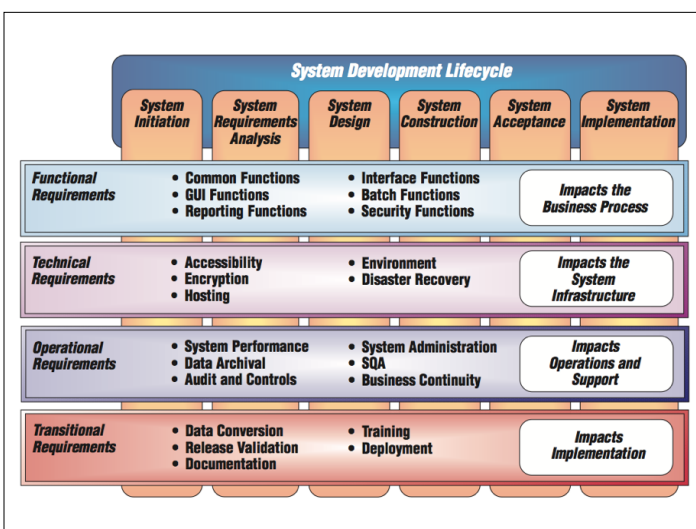 System Development Lifecycle
System Initiation
System Requirements Analysis
System Design
System Construction
System Acceptance
System Implementation
Functional Requirements
• Common Functions
• GUI Functions
• Reporting Functions
• Interface Functions
• Batch Functions
• Security Functions
Impacts the
Business Process
Technical Requirements
• Accessibility
• Encryption
• Hosting
• Environment
• Disaster Recovery
Impacts the
System
Infrastructure
Operational Requirements
• System Performance
• Data Archival
• Audit and Controls
• System Administration
• SQA
• Business Continuity
Impacts
Operations and
Support
Transitional Requirements
• Data Conversion
• Release Validation
• Documentation
• Training
• Deployment
Impacts
Implementation